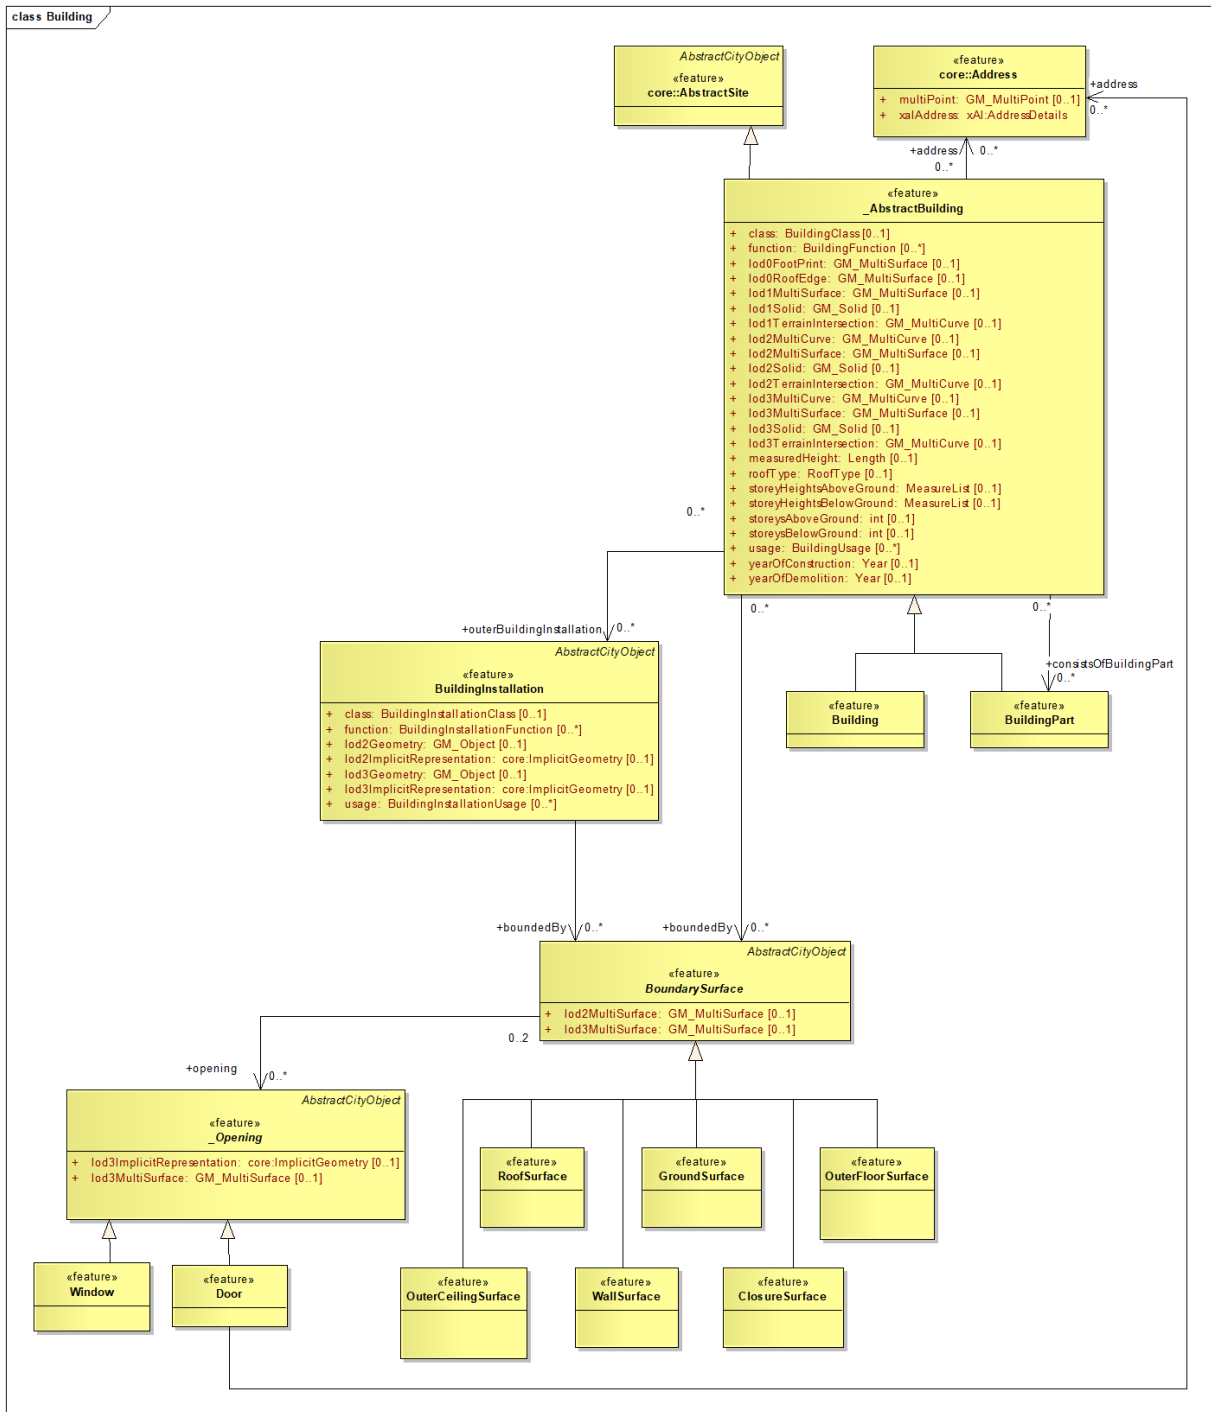 class Building
AbstractCityObject
«feature»
core::AbstractSite
«feature»
core::Address
+ multiPoint: GM_MultiPoint [0..1]
+ xalAddress: xAl:AddressDetails
+address
0..*
+address
0..*
0..*
«feature»
_AbstractBuilding
+ class: BuildingClass [0..1]
+ function: BuildingFunction [0..*]
+ lod0FootPrint: GM_MultiSurface [0..1]
+ lod0RoofEdge: GM_MultiSurface [0..1]
+ lod1MultiSurface: GM_MultiSurface [0..1]
+ lod1Solid: GM_Solid [0..1]
+ lod1TerrainIntersection: GM_MultiCurve [0..1]
+ lod2MultiCurve: GM_MultiCurve [0..1]
+ lod2MultiSurface: GM_MultiSurface [0..1]
+ lod2Solid: GM_Solid [0..1]
+ lod2TerrainIntersection: GM_MultiCurve [0..1]
+ lod3MultiCurve: GM_MultiCurve [0..1]
+ lod3MultiSurface: GM_MultiSurface [0..1]
+ lod3Solid: GM_Solid [0..1]
+ lod3TerrainIntersection: GM_MultiCurve [0..1]
+ measuredHeight: Length [0..1]
+ roofType: RoofType [0..1]
+ storeyHeightsAboveGround: MeasureList [0..1]
+ storeyHeightsBelowGround: MeasureList [0..1]
+ storeysAboveGround: int [0..1]
+ storeysBelowGround: int [0..1]
+ usage: BuildingUsage [0..*]
+ yearOfConstruction: Year [0..1]
+ yearOfDemolition: Year [0..1]
0..*
0..*
0..*
+outerBuildingInstallation
0..*
+consistsOfBuildingPart
0..*
AbstractCityObject
«feature»
BuildingInstallation
+ class: BuildingInstallationClass [0..1]
+ function: BuildingInstallationFunction [0..*]
+ lod2Geometry: GM_Object [0..1]
+ lod2ImplicitRepresentation: core:ImplicitGeometry [0..1]
+ lod3Geometry: GM_Object [0..1]
+ lod3ImplicitRepresentation: core:ImplicitGeometry [0..1]
+ usage: BuildingInstallationUsage [0..*]
«feature»
Building
«feature»
BuildingPart
+boundedBy
0..*
+boundedBy
0..*
AbstractCityObject
«feature»
BoundarySurface
+ lod2MultiSurface: GM_MultiSurface [0..1]
+ lod3MultiSurface: GM_MultiSurface [0..1]
0..2
+opening
0..*
AbstractCityObject
«feature»
_Opening
+ lod3ImplicitRepresentation: core:ImplicitGeometry [0..1]
+ lod3MultiSurface: GM_MultiSurface [0..1]
«feature»
RoofSurface
«feature»
GroundSurface
«feature»
OuterFloorSurface
«feature»
Window
«feature»
Door
«feature»
OuterCeilingSurface
«feature»
WallSurface
«feature»
ClosureSurface